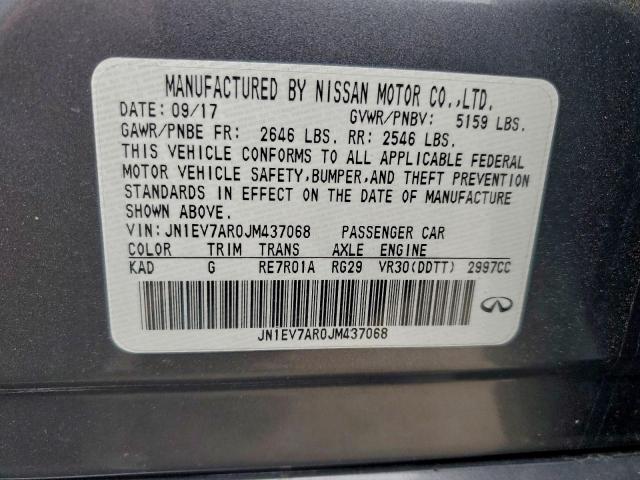 MANUFACTURED BY NISSAN MOTOR CO.,LTD.
DATE: 09/17 GVWR/PNBV: 5159 LBS.
GAWR/PNBE FR: 2646 LBS. RR: 2546 LBS.
THIS VEHICLE CONFORMS TO ALL APPLICABLE FEDERAL
MOTOR VEHICLE SAFETY,BUMPER,AND THEFT PREVENTION
STANDARDS IN EFFECT ON THE DATE OF MANUFACTURE
SHOWN ABOVE.
VIN: JN1EV7AR0JM437068 PASSENGER CAR
COLOR TRIM TRANS AXLE ENGINE
KAD G RE7R01A RG29 VR30(DDTT) 2997CC
JN1EV7AR0JM437068